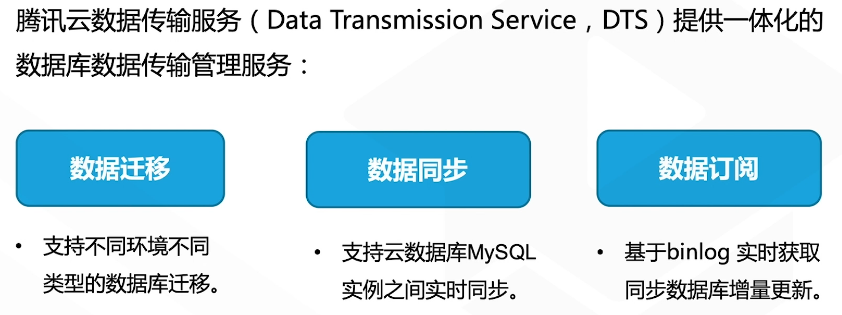 腾讯云数据传输服务（Data Transmission Service，DTS）提供一体化的
数据库数据传输管理服务：
数据迁移
• 支持不同环境不同
类型的数据库迁移。
数据同步
• 支持云数据库MySQL
实例之间实时同步。
数据订阅
• 基于binlog 实时获取
同步数据库增量更新。